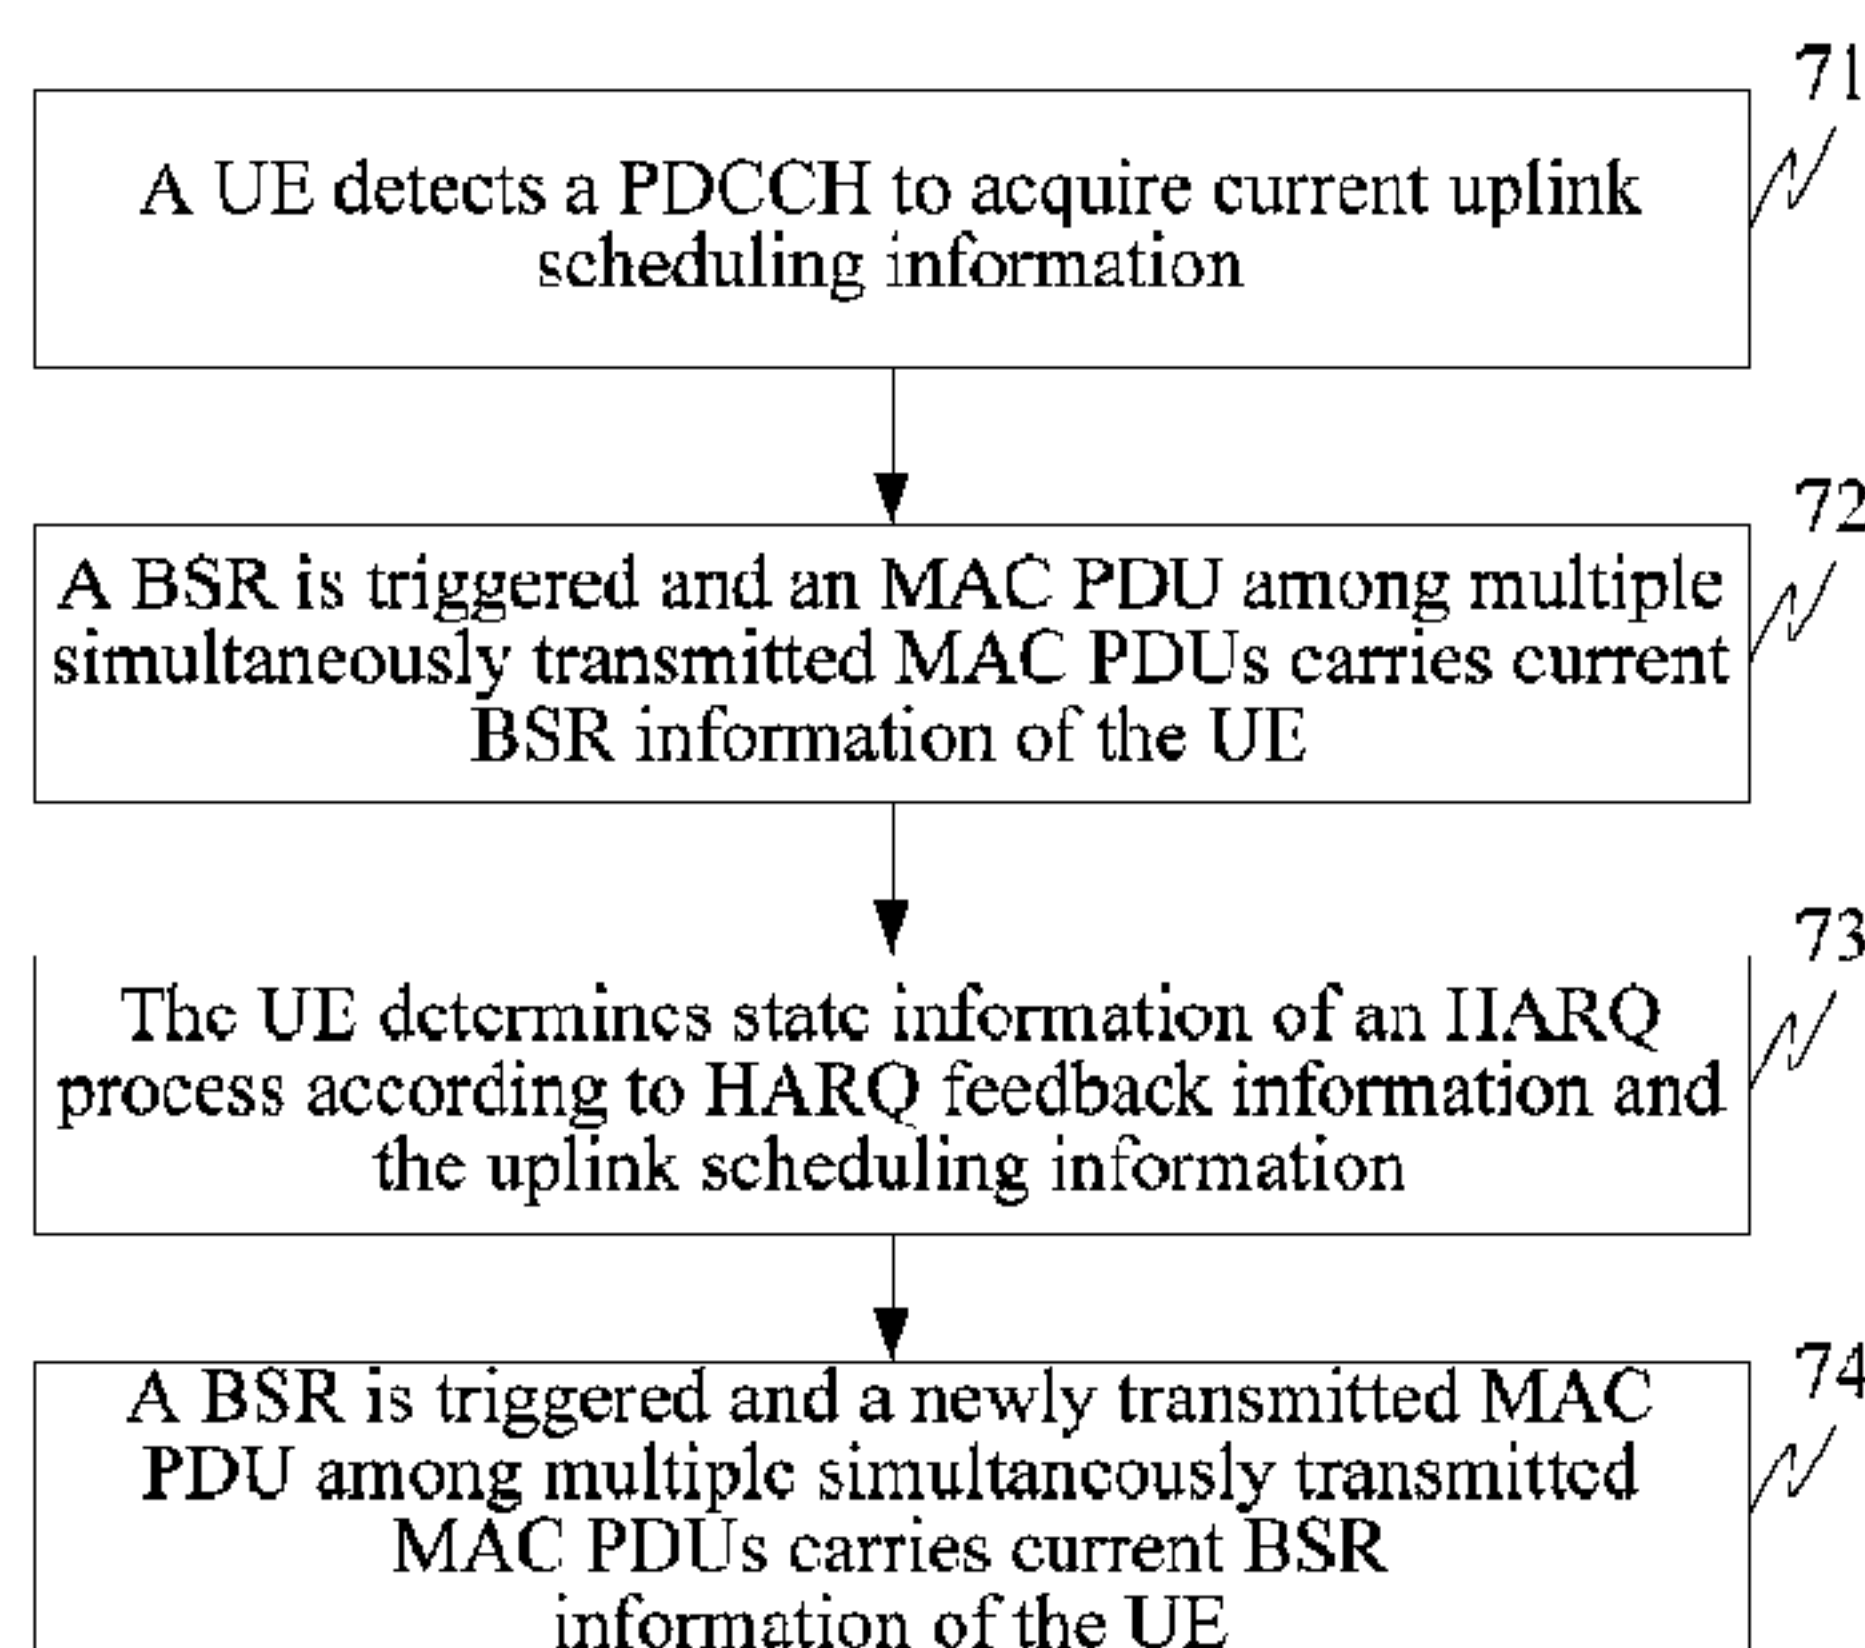 71
A UE detects a PDCCH to acquire current uplink
scheduling information
72
A BSR is triggered and an MAC PDU among multiple
simultaneously transmitted MAC PDUs carries current
BSR information of the UE
73
The UE determines state information of an HARQ
process according to HARQ feedback information and
the uplink scheduling information
74
A BSR is triggered and a newly transmitted MAC
PDU among multiple simultaneously transmitted
MAC PDUs carries current BSR
information of the UE